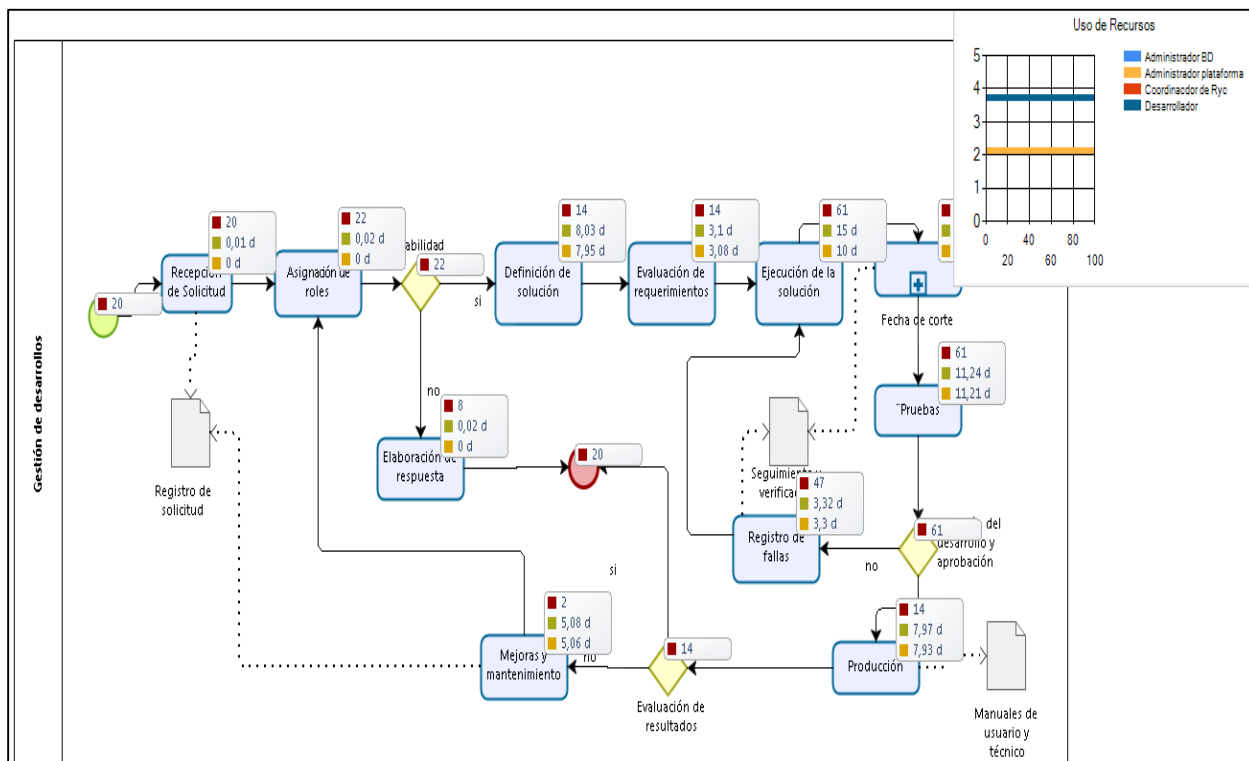 Uso de Recursos
5
4
3
2
1
0
0
40
80
20
60
100
Administrador BD
Administrador plataforma
Coordinacdor de Ryc
Desarrollador
Gestión de desarrollos
20
20
0,01 d
0 d
Recepción
de Solicitud
22
0,02 d
0 d
Asignación de
roles
abilidad
22
si
no
14
8,03 d
7,95 d
Definición de
solución
14
3,1 d
3,08 d
Evaluación de
requerimientos
61
15 d
10 d
Ejecución de la
solución
Fecha de corte
61
11,24 d
11,21 d
Pruebas
8
0,02 d
0 d
Elaboración de
respuesta
20
Registro de
solicitud
Seguimiento y
verificac
47
3,32 d
3,3 d
Registro de
fallas
61
del
desarrollo y
aprobación
no
si
2
5,08 d
5,06 d
Mejoras y
mantenimiento
no
14
Evaluación de
resultados
14
7,97 d
7,93 d
Producción
Manuales de
usuario y
técnico